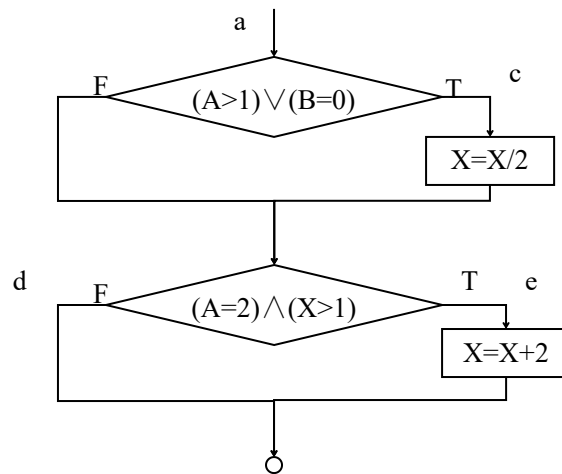 a
F
(A>1)∨(B=0)
T
c
X=X/2
d
F
(A=2)∧(X>1)
T
e
X=X+2